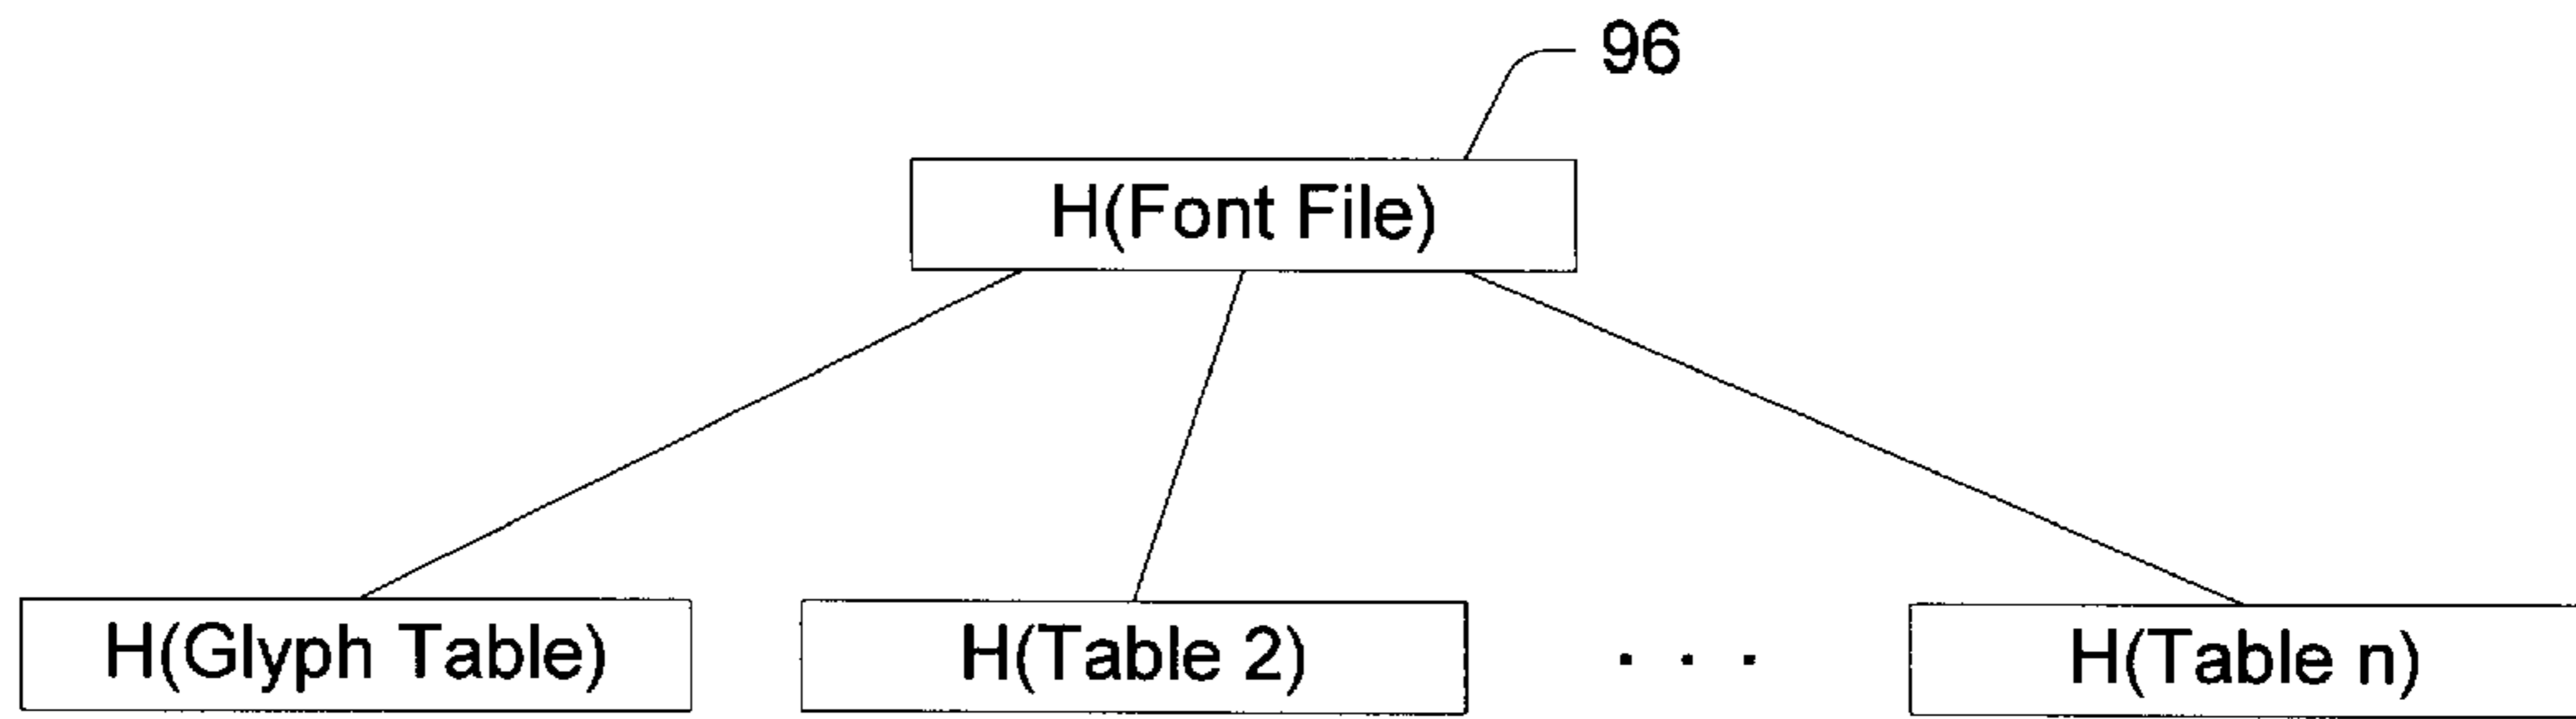 96
H(Font File)
H(Glyph Table)
H(Table 2)
. . .
H(Table n)